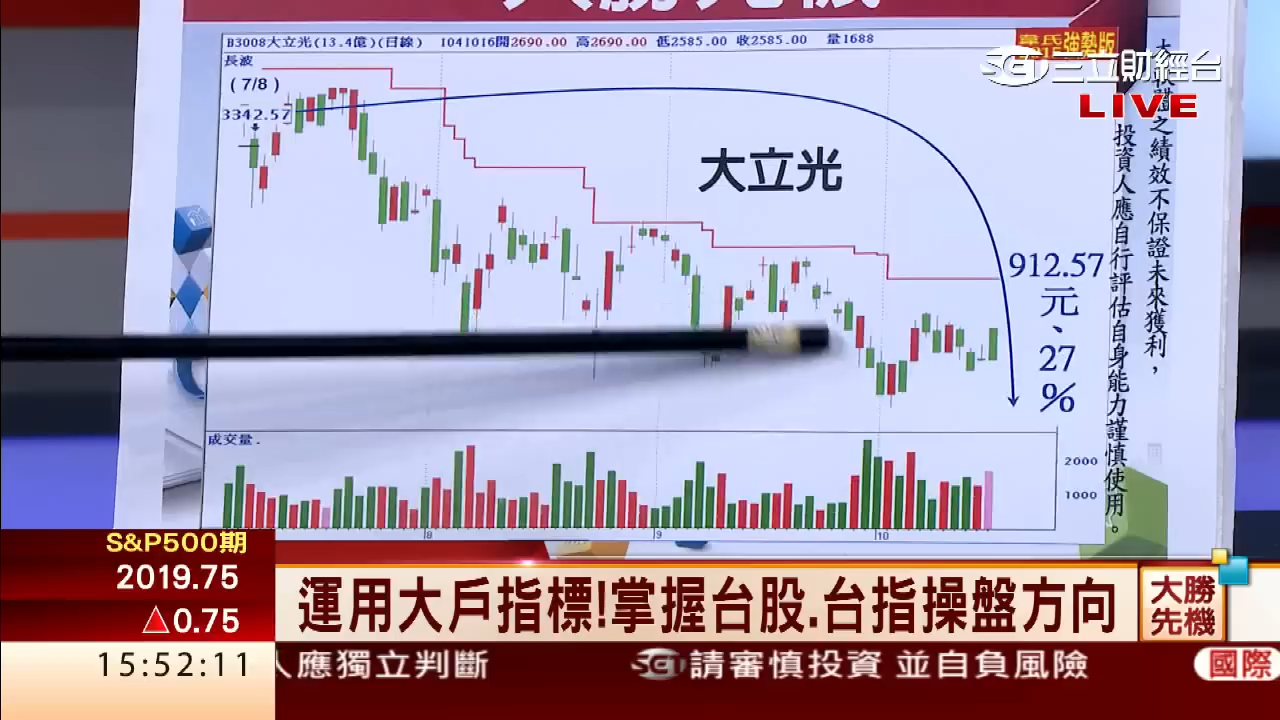 B3008大立光(13.4億)(日線) 1041016開2690.00 高2690.00 低2585.00 收2585.00 量1688
強勢版
長波
(7/8)
3342.57
大立光
SET三立財經台
LIVE
之績效不保證未來獲利，
投資人應自行評估自身能力謹慎使用。
912.57
元、
27
%
成交量.
2000
1000
8
9
10
S&P500期
2019.75
△0.75
15:52:11
運用大戶指標!掌握台股.台指操盤方向
大勝
先機
人應獨立判斷 SET請審慎投資 並自負風險
國際